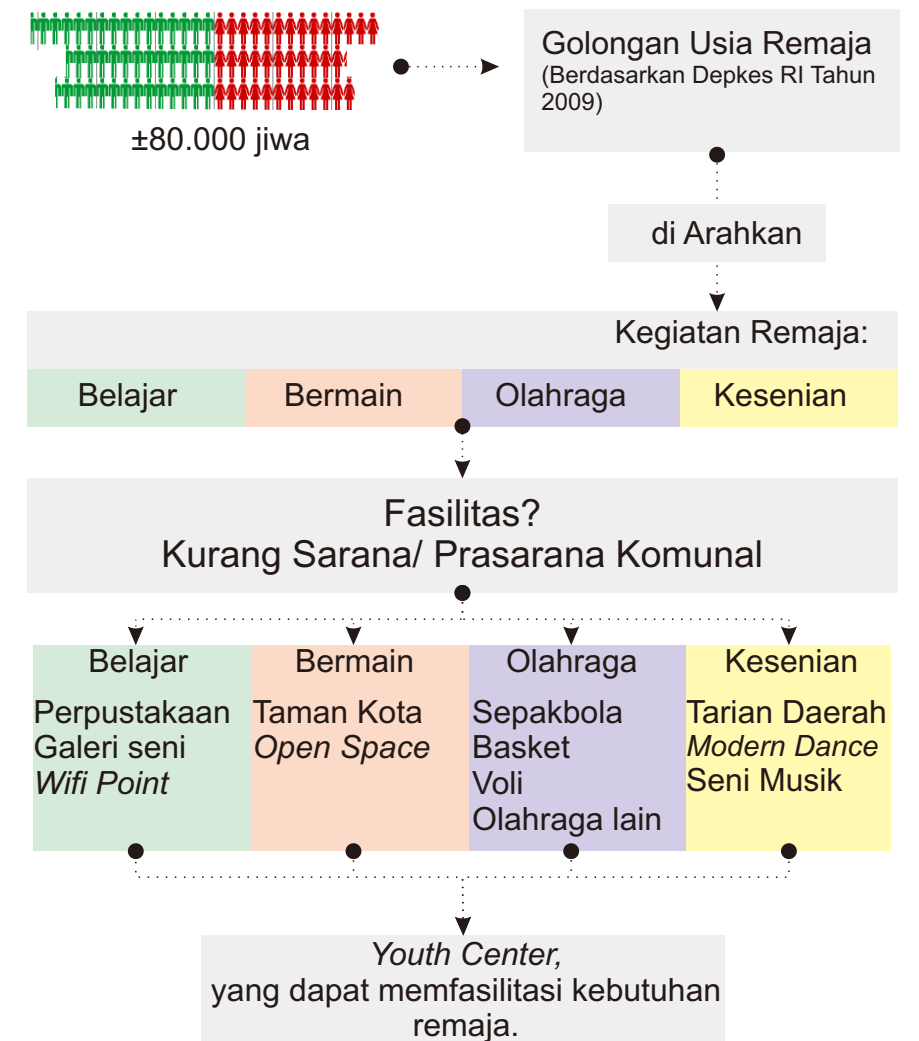 ±80.000 jiwa
Golongan Usia Remaja
(Berdasarkan Depkes RI Tahun
2009)
di Arahkan
Kegiatan Remaja:
Belajar
Bermain
Olahraga
Kesenian
Fasilitas?
Kurang Sarana/ Prasarana Komunal
Belajar
Perpustakaan
Galeri seni
Wifi Point
Bermain
Taman Kota
Open Space
Olahraga
Sepakbola
Basket
Voli
Olahraga lain
Kesenian
Tarian Daerah
Modern Dance
Seni Musik
Youth Center,
yang dapat memfasilitasi kebutuhan
remaja.